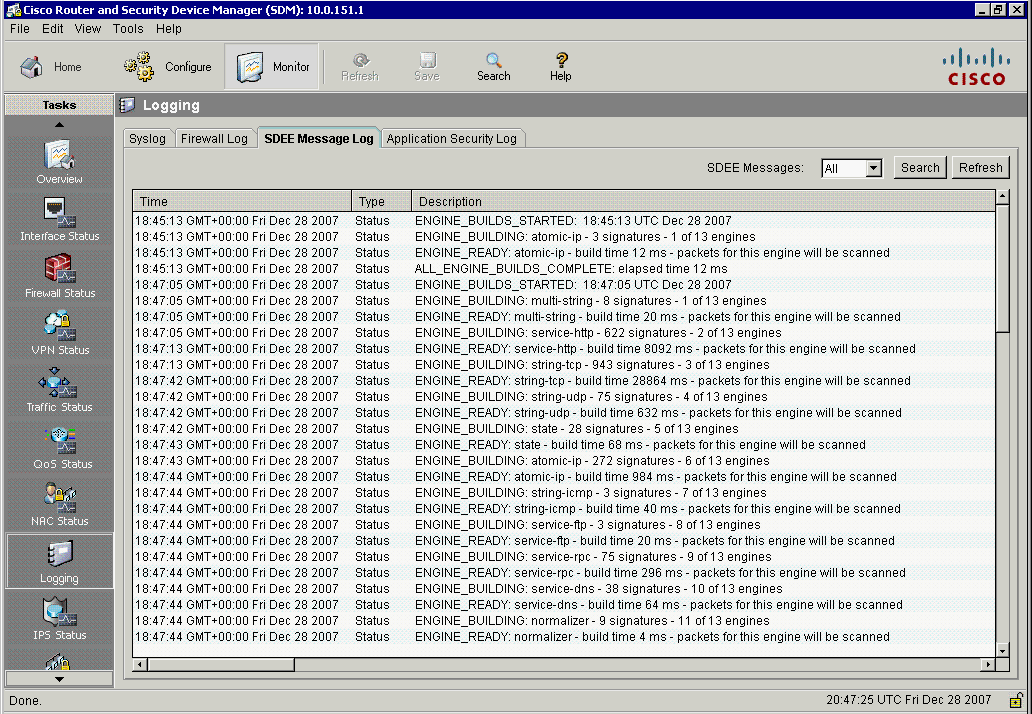 Cisco Router and Security Device Manager (SDM): 10.0.151.1
File Edit View Tools Help
Home Configure Monitor Refresh Save Search Help
CISCO
Tasks
Overview
Interface Status
Firewall Status
VPN Status
Traffic Status
QoS Status
NAC Status
Logging
IPS Status
Logging
Syslog Firewall Log SDEE Message Log Application Security Log
SDEE Messages: All Search Refresh
Time Type Description
18:45:13 GMT+00:00 Fri Dec 28 2007 Status ENGINE_BUILDS_STARTED: 18:45:13 UTC Dec 28 2007
18:45:13 GMT+00:00 Fri Dec 28 2007 Status ENGINE_BUILDING: atomic-ip - 3 signatures - 1 of 13 engines
18:45:13 GMT+00:00 Fri Dec 28 2007 Status ENGINE_READY: atomic-ip - build time 12 ms - packets for this engine will be scanned
18:45:13 GMT+00:00 Fri Dec 28 2007 Status ALL_ENGINE_BUILDS_COMPLETE: elapsed time 12 ms
18:47:05 GMT+00:00 Fri Dec 28 2007 Status ENGINE_BUILDS_STARTED: 18:47:05 UTC Dec 28 2007
18:47:05 GMT+00:00 Fri Dec 28 2007 Status ENGINE_BUILDING: multi-string - 8 signatures - 1 of 13 engines
18:47:05 GMT+00:00 Fri Dec 28 2007 Status ENGINE_READY: multi-string - build time 20 ms - packets for this engine will be scanned
18:47:05 GMT+00:00 Fri Dec 28 2007 Status ENGINE_BUILDING: service-http - 622 signatures - 2 of 13 engines
18:47:13 GMT+00:00 Fri Dec 28 2007 Status ENGINE_READY: service-http - build time 8092 ms - packets for this engine will be scanned
18:47:13 GMT+00:00 Fri Dec 28 2007 Status ENGINE_BUILDING: string-tcp - 943 signatures - 3 of 13 engines
18:47:42 GMT+00:00 Fri Dec 28 2007 Status ENGINE_READY: string-tcp - build time 28864 ms - packets for this engine will be scanned
18:47:42 GMT+00:00 Fri Dec 28 2007 Status ENGINE_BUILDING: string-udp - 75 signatures - 4 of 13 engines
18:47:42 GMT+00:00 Fri Dec 28 2007 Status ENGINE_READY: string-udp - build time 632 ms - packets for this engine will be scanned
18:47:42 GMT+00:00 Fri Dec 28 2007 Status ENGINE_BUILDING: state - 28 signatures - 5 of 13 engines
18:47:43 GMT+00:00 Fri Dec 28 2007 Status ENGINE_READY: state - build time 68 ms - packets for this engine will be scanned
18:47:43 GMT+00:00 Fri Dec 28 2007 Status ENGINE_BUILDING: atomic-ip - 272 signatures - 6 of 13 engines
18:47:44 GMT+00:00 Fri Dec 28 2007 Status ENGINE_READY: atomic-ip - build time 984 ms - packets for this engine will be scanned
18:47:44 GMT+00:00 Fri Dec 28 2007 Status ENGINE_BUILDING: string-icmp - 3 signatures - 7 of 13 engines
18:47:44 GMT+00:00 Fri Dec 28 2007 Status ENGINE_READY: string-icmp - build time 40 ms - packets for this engine will be scanned
18:47:44 GMT+00:00 Fri Dec 28 2007 Status ENGINE_BUILDING: service-ftp - 3 signatures - 8 of 13 engines
18:47:44 GMT+00:00 Fri Dec 28 2007 Status ENGINE_READY: service-ftp - build time 20 ms - packets for this engine will be scanned
18:47:44 GMT+00:00 Fri Dec 28 2007 Status ENGINE_BUILDING: service-rpc - 75 signatures - 9 of 13 engines
18:47:44 GMT+00:00 Fri Dec 28 2007 Status ENGINE_READY: service-rpc - build time 296 ms - packets for this engine will be scanned
18:47:44 GMT+00:00 Fri Dec 28 2007 Status ENGINE_BUILDING: service-dns - 38 signatures - 10 of 13 engines
18:47:44 GMT+00:00 Fri Dec 28 2007 Status ENGINE_READY: service-dns - build time 64 ms - packets for this engine will be scanned
18:47:44 GMT+00:00 Fri Dec 28 2007 Status ENGINE_BUILDING: normalizer - 9 signatures - 11 of 13 engines
18:47:44 GMT+00:00 Fri Dec 28 2007 Status ENGINE_READY: normalizer - build time 4 ms - packets for this engine will be scanned
Done. 20:47:25 UTC Fri Dec 28 2007